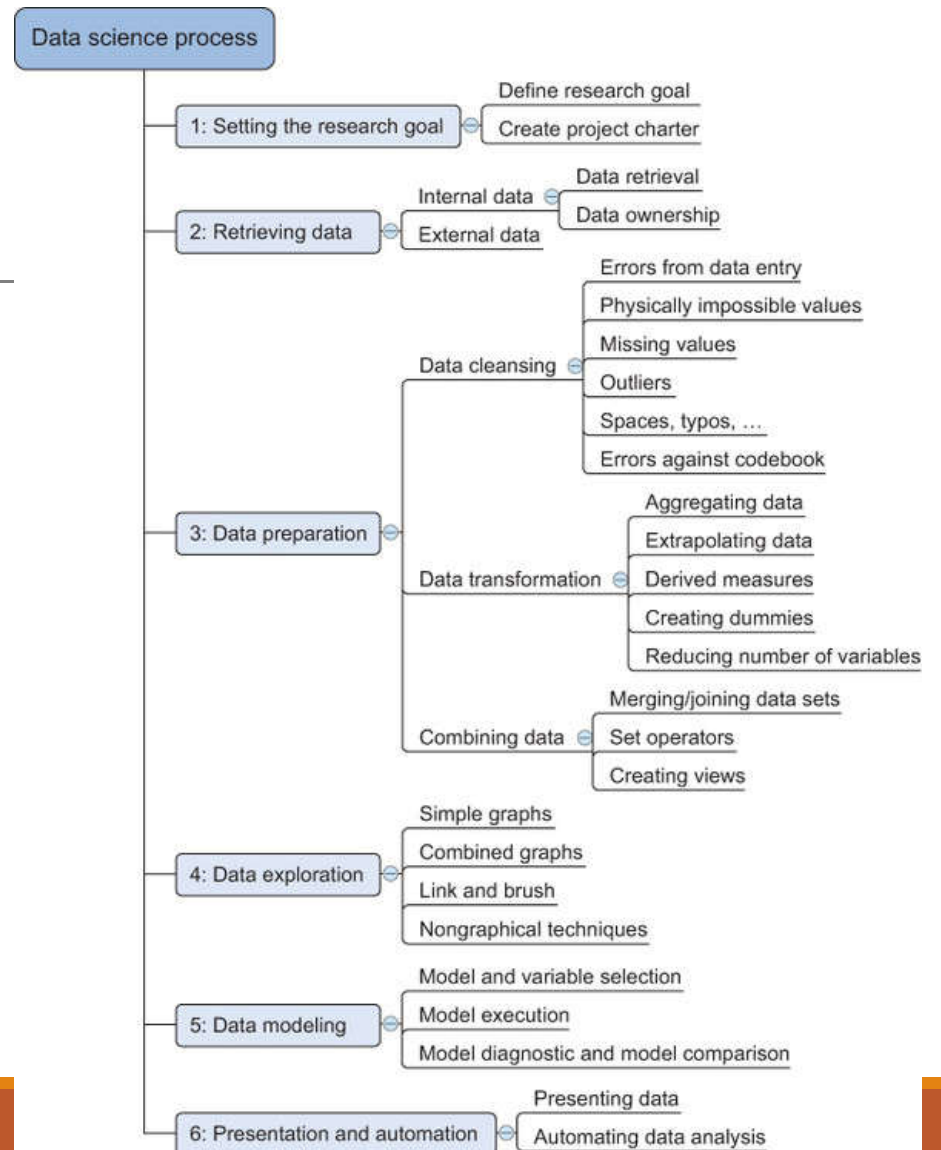 Data science process
1: Setting the research goal
Define research goal
Create project charter
2: Retrieving data
Internal data
Data retrieval
Data ownership
External data
3: Data preparation
Data cleansing
Errors from data entry
Physically impossible values
Missing values
Outliers
Spaces, typos, …
Errors against codebook
Data transformation
Aggregating data
Extrapolating data
Derived measures
Creating dummies
Reducing number of variables
Combining data
Merging/joining data sets
Set operators
Creating views
4: Data exploration
Simple graphs
Combined graphs
Link and brush
Nongraphical techniques
5: Data modeling
Model and variable selection
Model execution
Model diagnostic and model comparison
6: Presentation and automation
Presenting data
Automating data analysis